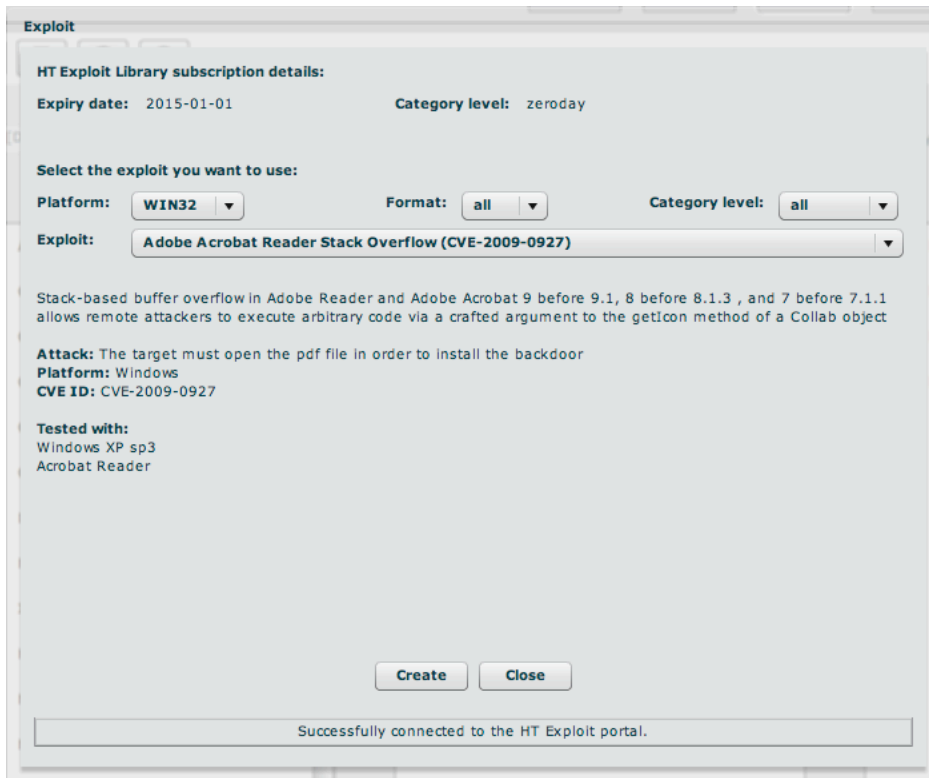 Exploit
HT Exploit Library subscription details:
Expiry date: 2015-01-01 Category level: zeroday
Select the exploit you want to use:
Platform: WIN32 Format: all Category level: all
Exploit: Adobe Acrobat Reader Stack Overflow (CVE-2009-0927)
Stack-based buffer overflow in Adobe Reader and Adobe Acrobat 9 before 9.1, 8 before 8.1.3 , and 7 before 7.1.1
allows remote attackers to execute arbitrary code via a crafted argument to the getIcon method of a Collab object
Attack: The target must open the pdf file in order to install the backdoor
Platform: Windows
CVE ID: CVE-2009-0927
Tested with:
Windows XP sp3
Acrobat Reader
Create Close
Successfully connected to the HT Exploit portal.